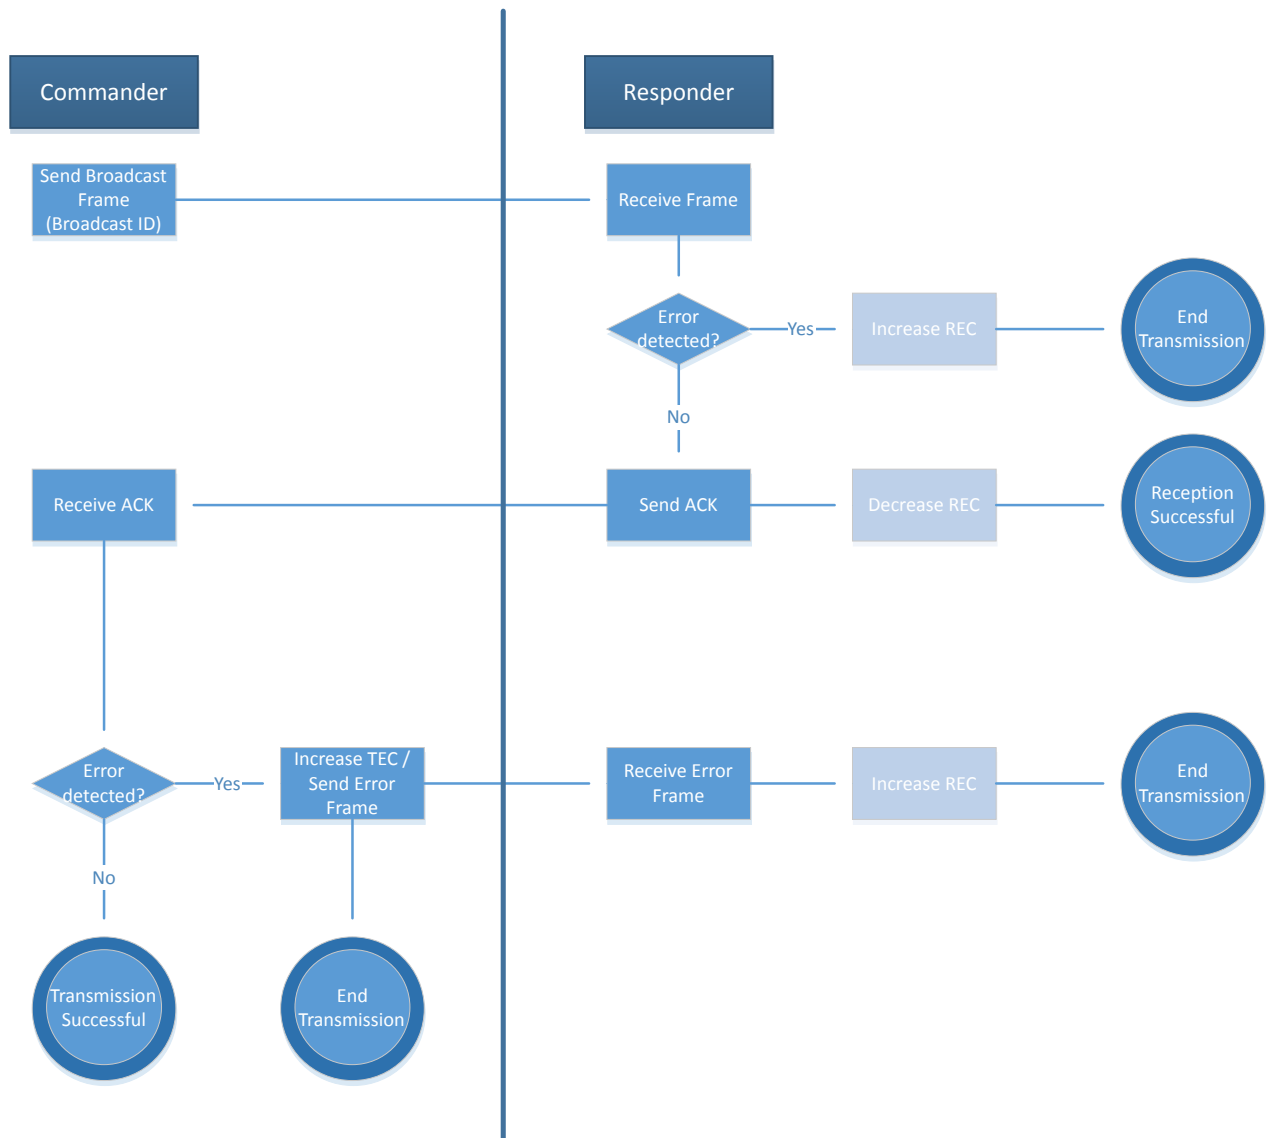 Commander
Responder
Send Broadcast
Frame
(Broadcast ID)
Receive Frame
Error
detected?
Yes
Increase REC
End
Transmission
No
Receive ACK
Send ACK
Decrease REC
Reception
Successful
Error
detected?
Yes
Increase TEC /
Send Error
Frame
Receive Error
Frame
Increase REC
End
Transmission
No
Transmission
Successful
End
Transmission